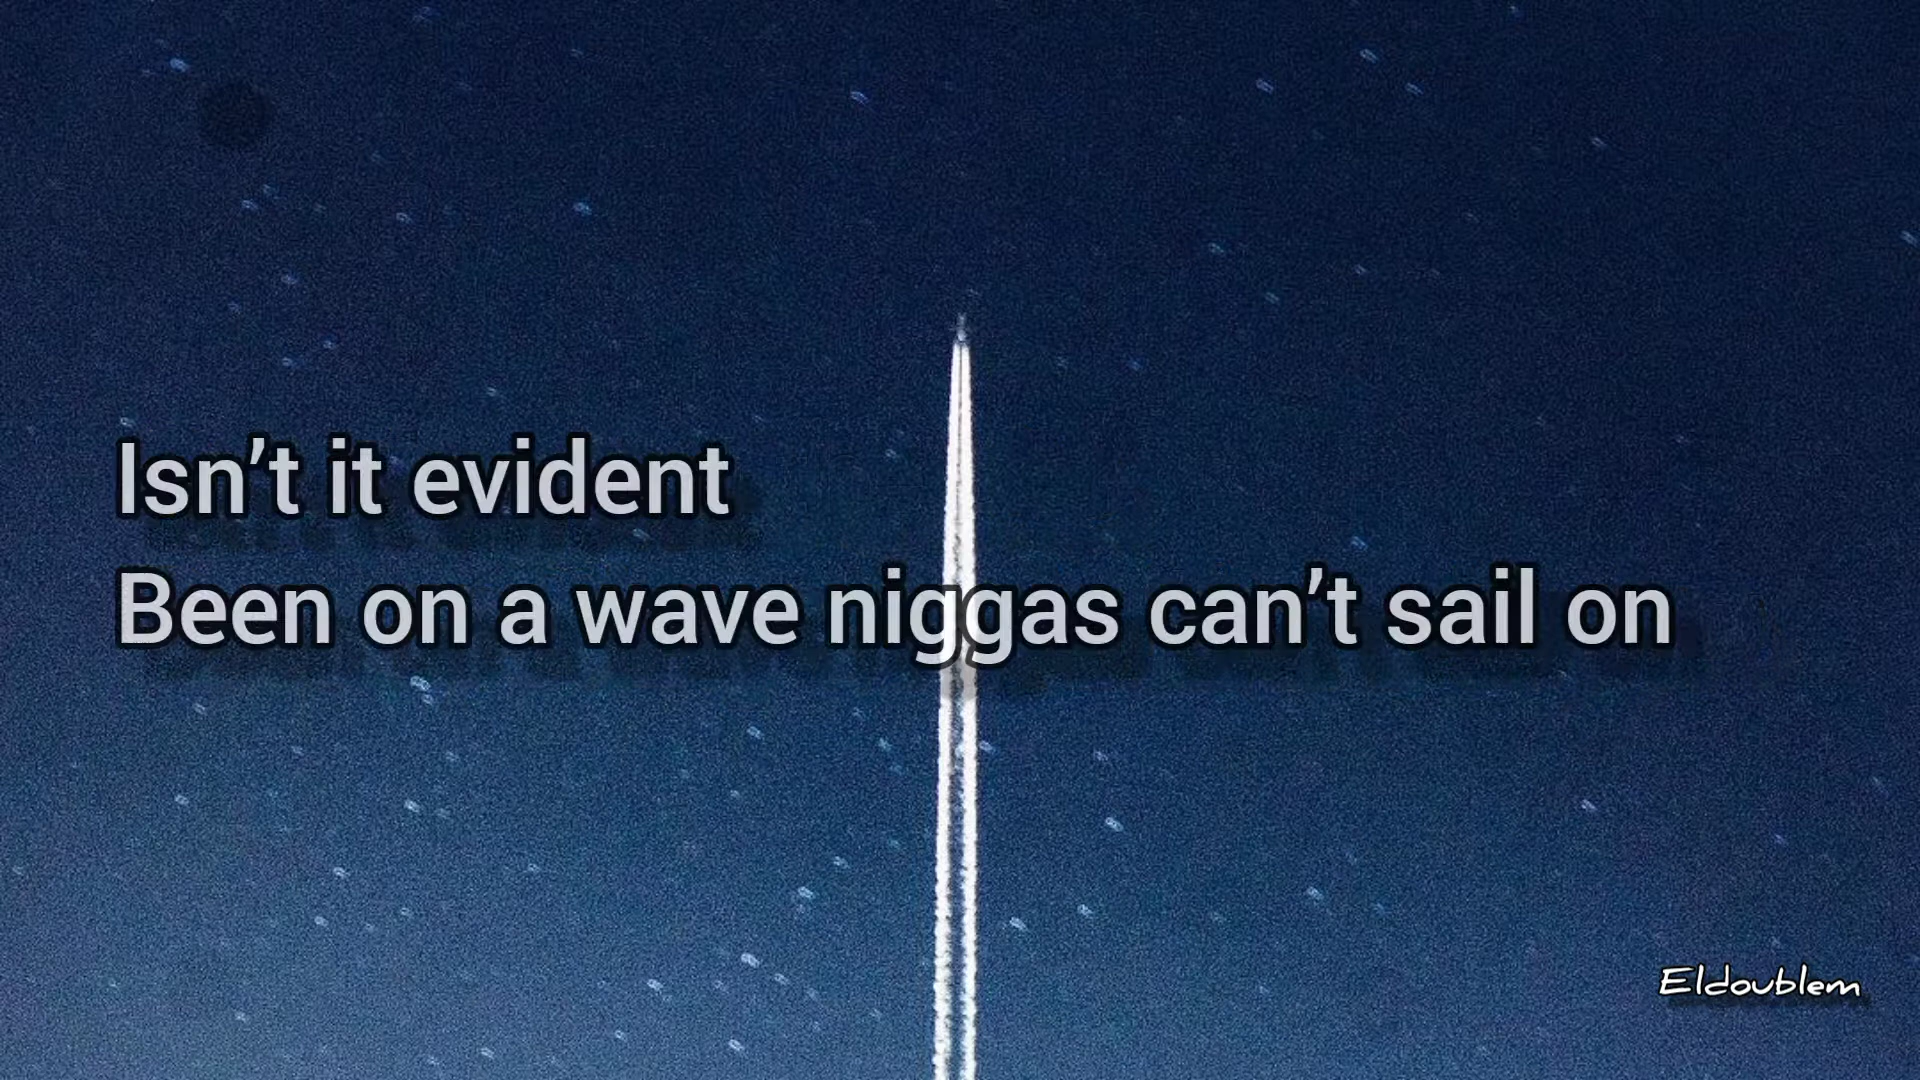 Isn’t it evident
Been on a wave niggas can’t sail on
Eldoublem